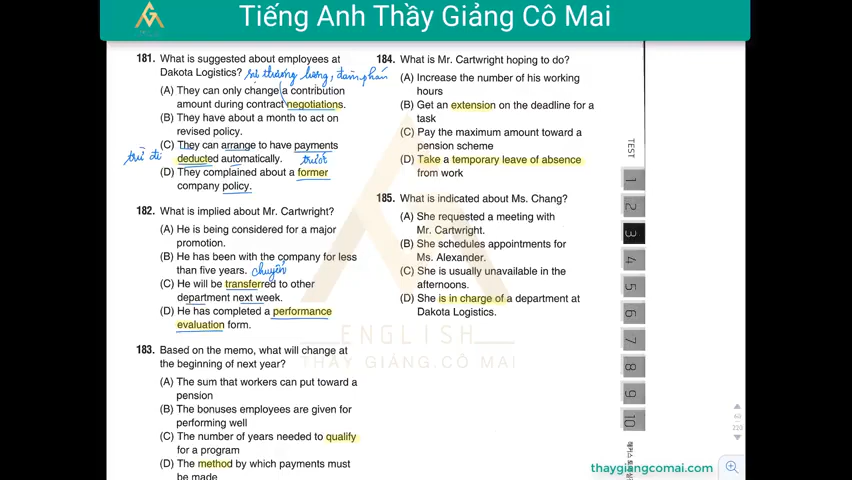 Tiếng Anh Thầy Giảng Cô Mai
181. What is suggested about employees at
Dakota Logistics? sự thương lượng, đàm phán
(A) They can only change a contribution
amount during contract negotiations.
(B) They have about a month to act on
revised policy.
(C) They can arrange to have payments
trừ đi deducted automatically. trước
(D) They complained about a former
company policy.
182. What is implied about Mr. Cartwright?
(A) He is being considered for a major
promotion.
(B) He has been with the company for less
than five years. chuyển
(C) He will be transferred to other
department next week.
(D) He has completed a performance
evaluation form.
183. Based on the memo, what will change at
the beginning of next year?
(A) The sum that workers can put toward a
pension
(B) The bonuses employees are given for
performing well
(C) The number of years needed to qualify
for a program
(D) The method by which payments must
be made
184. What is Mr. Cartwright hoping to do?
(A) Increase the number of his working
hours
(B) Get an extension on the deadline for a
task
(C) Pay the maximum amount toward a
pension scheme
(D) Take a temporary leave of absence
from work
185. What is indicated about Ms. Chang?
(A) She requested a meeting with
Mr. Cartwright.
(B) She schedules appointments for
Ms. Alexander.
(C) She is usually unavailable in the
afternoons.
(D) She is in charge of a department at
Dakota Logistics.
ENGLISH
THẦY GIẢNG.CÔ MAI
TEST
1
2
3
4
5
6
7
8
9
10
thaygiangcomai.com